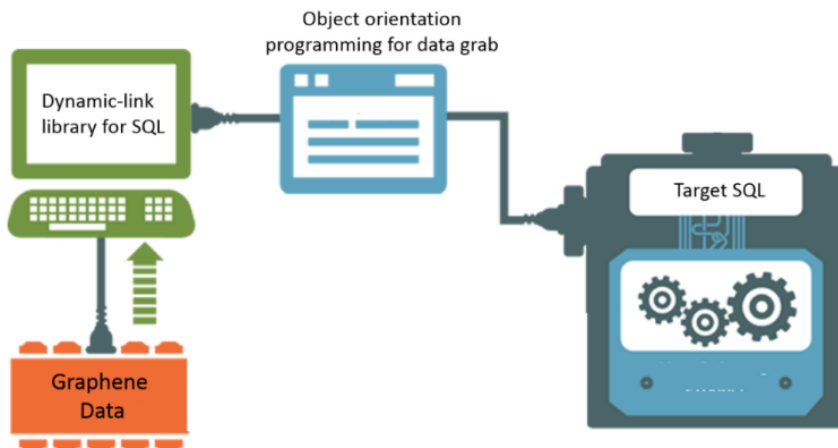 Object orientation
programming for data grab
Dynamic-link
library for SQL
Target SQL
Graphene
Data